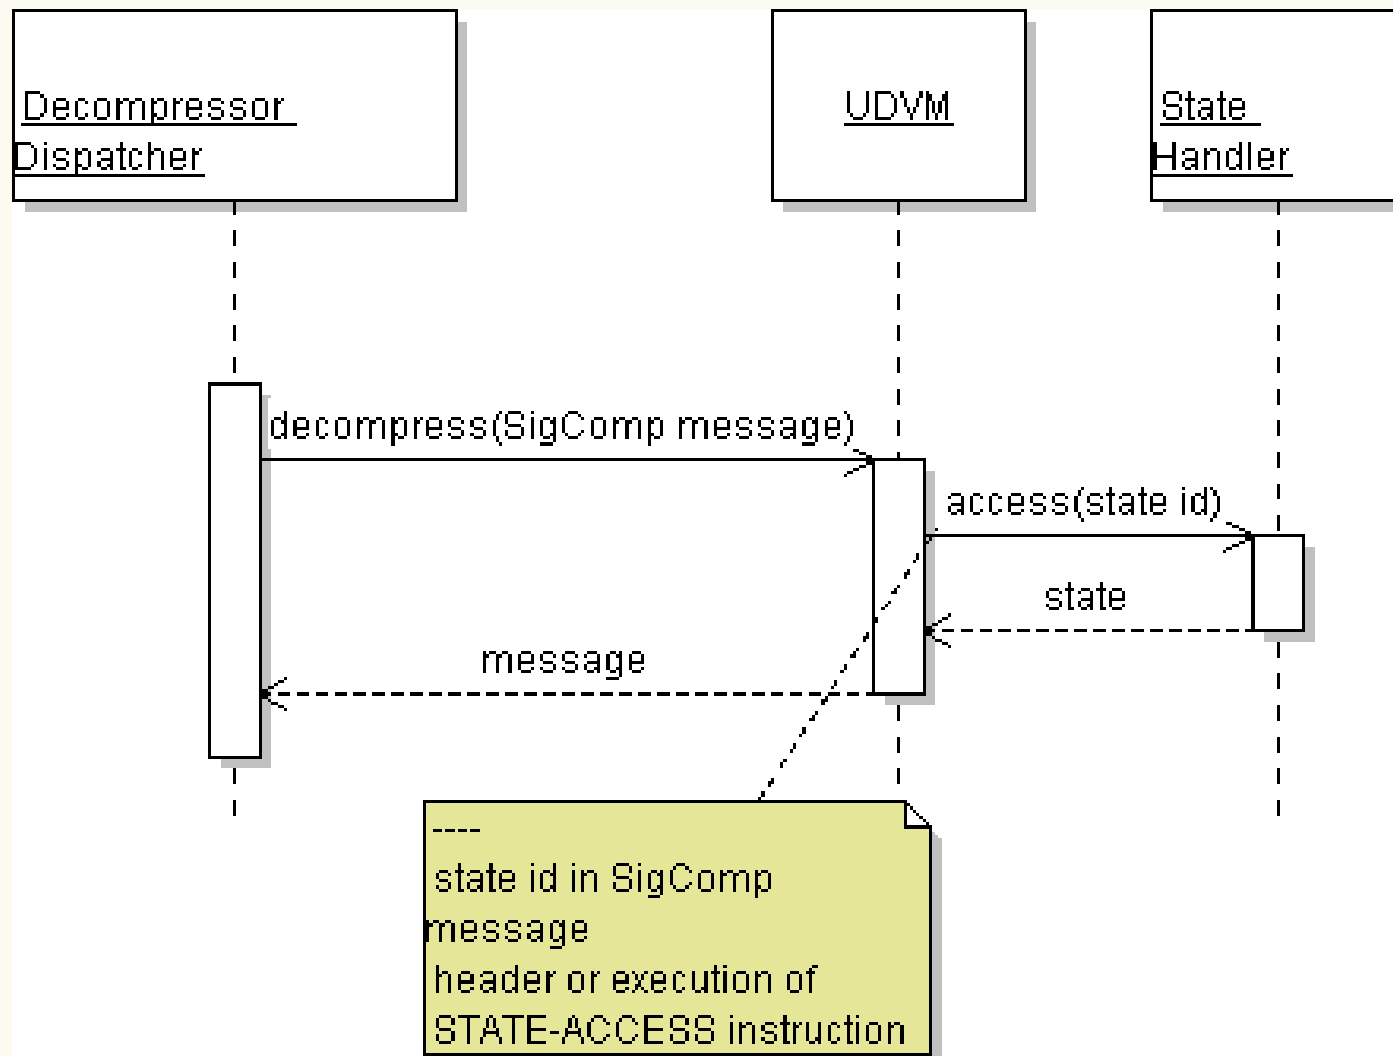 Decompressor
Dispatcher
UDVM
State
Handler
decompress(SigComp message)
access(state id)
state
message
----
state id in SigComp
message
header or execution of
STATE-ACCESS instruction